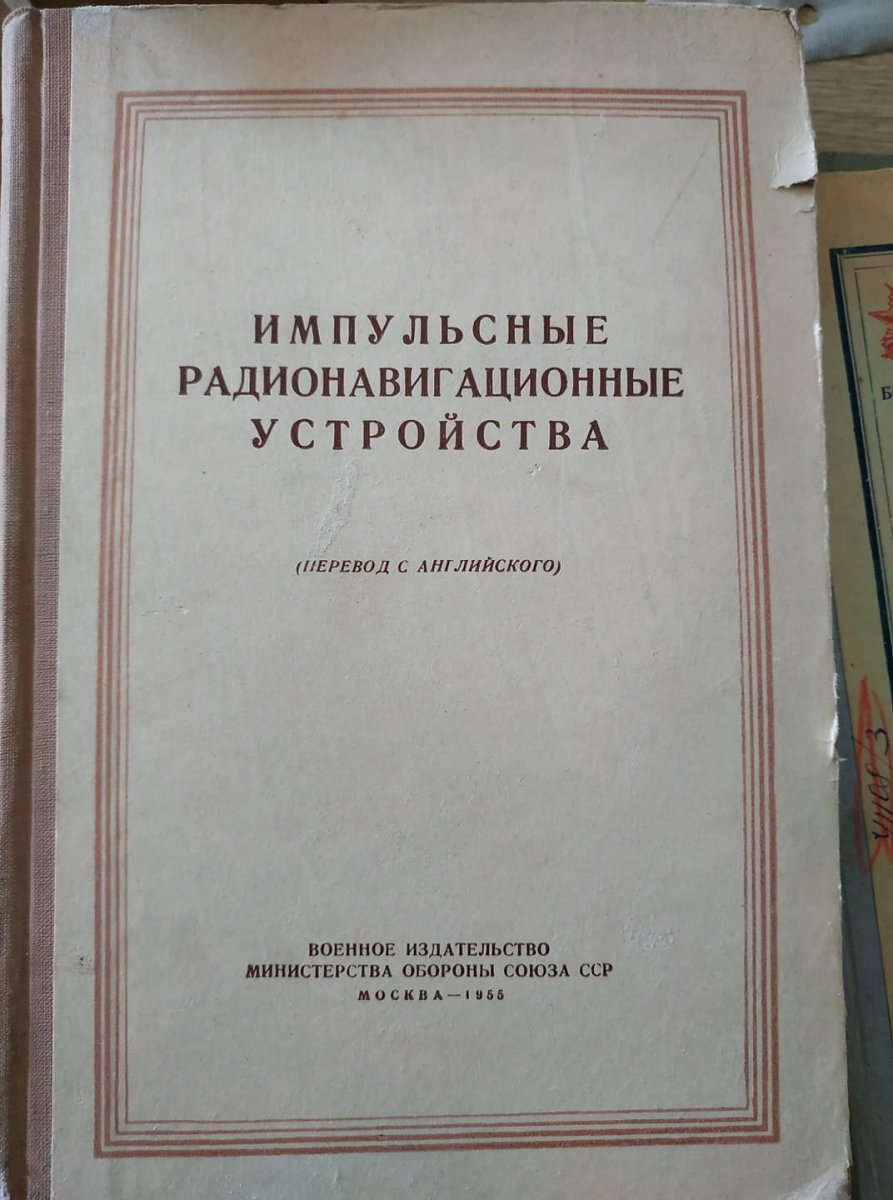 ИМПУЛЬСНЫЕ
РАДИОНАВИГАЦИОННЫЕ
УСТРОЙСТВА
(ПЕРЕВОД С АНГЛИЙСКОГО)
ВОЕННОЕ ИЗДАТЕЛЬСТВО
МИНИСТЕРСТВА ОБОРОНЫ СОЮЗА ССР
МОСКВА—1955